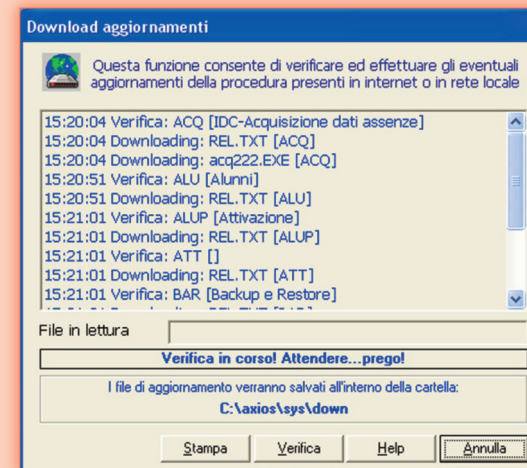 Download aggiornamenti
Questa funzione consente di verificare ed effettuare gli eventuali
aggiornamenti della procedura presenti in internet o in rete locale
15:20:04 Verifica: ACQ [IDC-Acquisizione dati assenze]
15:20:04 Downloading: REL.TXT [ACQ]
15:20:04 Downloading: acq222.EXE [ACQ]
15:20:51 Verifica: ALU [Alunni]
15:20:51 Downloading: REL.TXT [ALU]
15:21:01 Verifica: ALUP [Attivazione]
15:21:01 Downloading: REL.TXT [ALUP]
15:21:01 Verifica: ATT []
15:21:01 Downloading: REL.TXT [ATT]
15:21:01 Verifica: BAR [Backup e Restore]
File in lettura
Verifica in corso! Attendere...prego!
I file di aggiornamento verranno salvati all'interno della cartella:
C:\axios\sys\down
Stampa Verifica Help Annulla